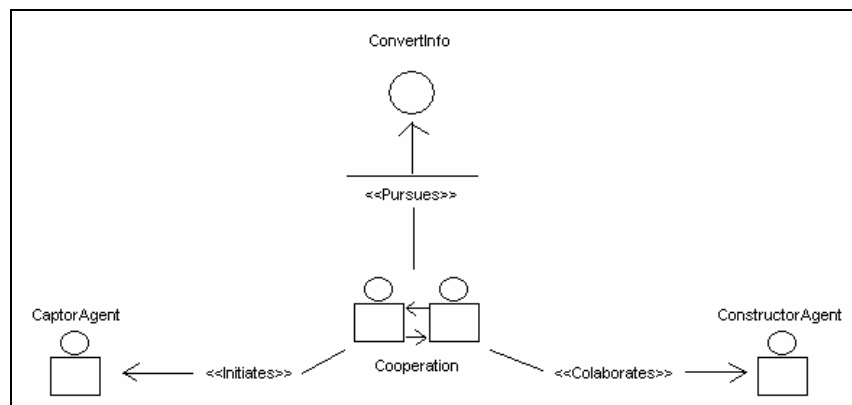 ConvertInfo
<<Pursues>>
CaptorAgent
ConstructorAgent
Cooperation
<<Initiates>>
<<Colaborates>>